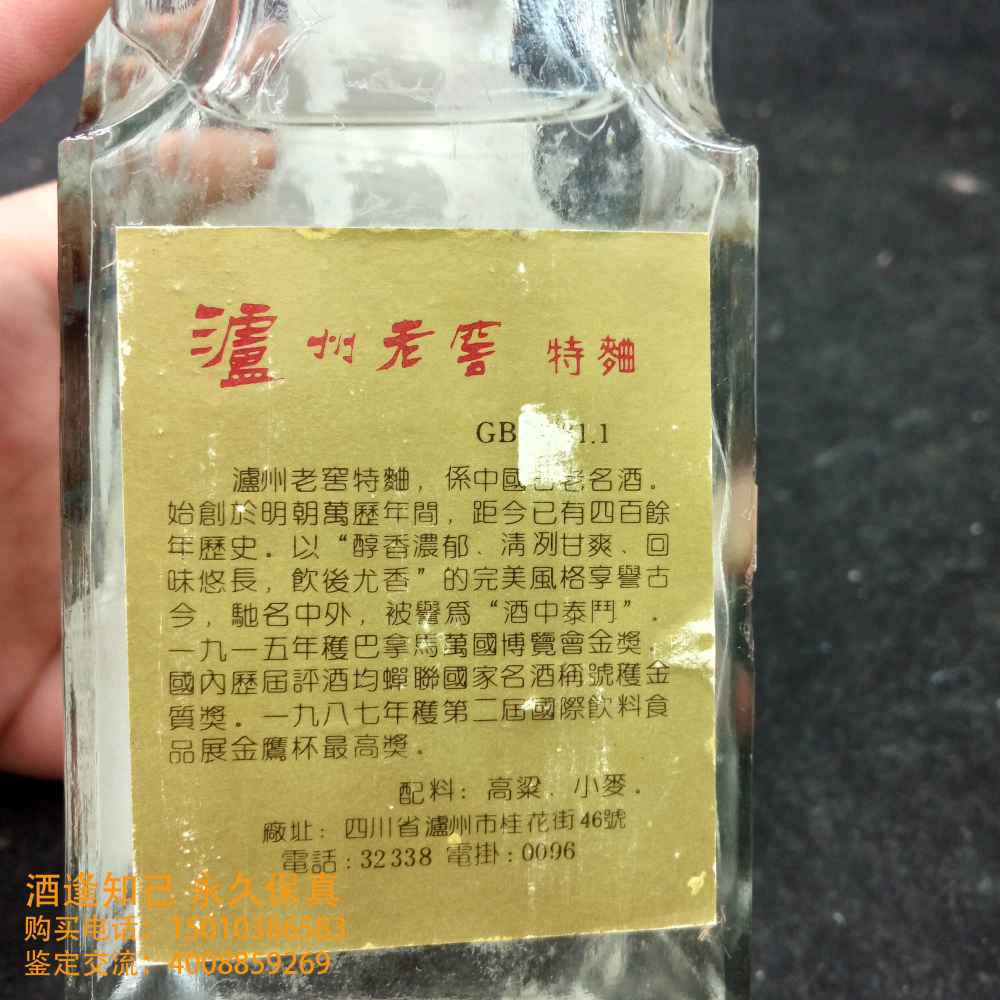 瀘州老窖 特麯
GB 1.1
瀘州老窖特麯，係中國 老名酒。
始創於明朝萬歷年間，距今已有四百餘
年歷史．以“醇香濃郁、清冽甘爽、回
味悠長，飲後尤香”的完美風格享譽古
今，馳名中外，被譽爲“酒中泰鬥”．
一九一五年穫巴拿馬萬國博覽會金獎．
國內歷屆評酒均蟬聯國家名酒稱號穫金
質獎．一九八七年穫第二屆國際飲料食
品展金鷹杯最高獎．
配料：高粱、小麥．
廠址：四川省瀘州市桂花街46號
電話：32338 電掛：0096
酒逢知己 永久保真
购买电话：15010386583
鉴定交流：4008859269